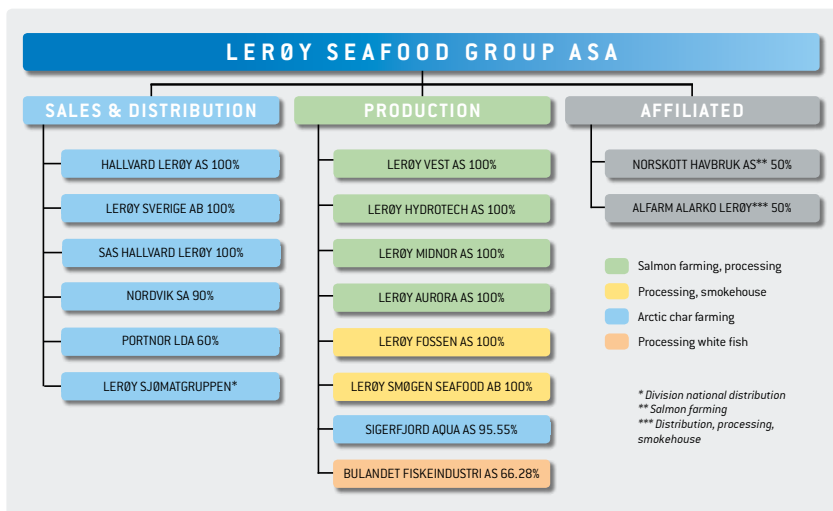 LERØY SEAFOOD GROUP ASA
SALES & DISTRIBUTION
HALLVARD LERØY AS 100%
LERØY SVERIGE AB 100%
SAS HALLVARD LERØY 100%
NORDVIK SA 90%
PORTNOR LDA 60%
LERØY SJØMATGRUPPEN*
PRODUCTION
LERØY VEST AS 100%
LERØY HYDROTECH AS 100%
LERØY MIDNOR AS 100%
LERØY AURORA AS 100%
LERØY FOSSEN AS 100%
LERØY SMØGEN SEAFOOD AB 100%
SIGERFJORD AQUA AS 95.55%
BULANDET FISKEINDUSTRI AS 66.28%
AFFILIATED
NORSKOTT HAVBRUK AS** 50%
ALFARM ALARKO LERØY*** 50%
Salmon farming, processing
Processing, smokehouse
Arctic char farming
Processing white fish
* Division national distribution
** Salmon farming
*** Distribution, processing,
smokehouse